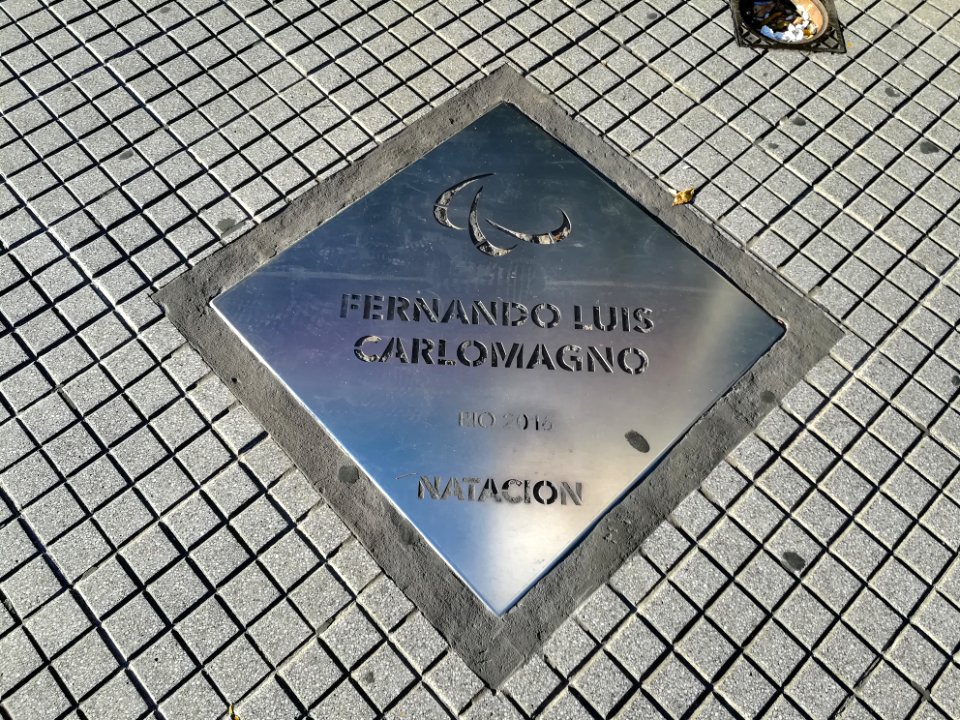 FERNANDO LUIS
CARLOMAGNO
RIO 2016
NATACION